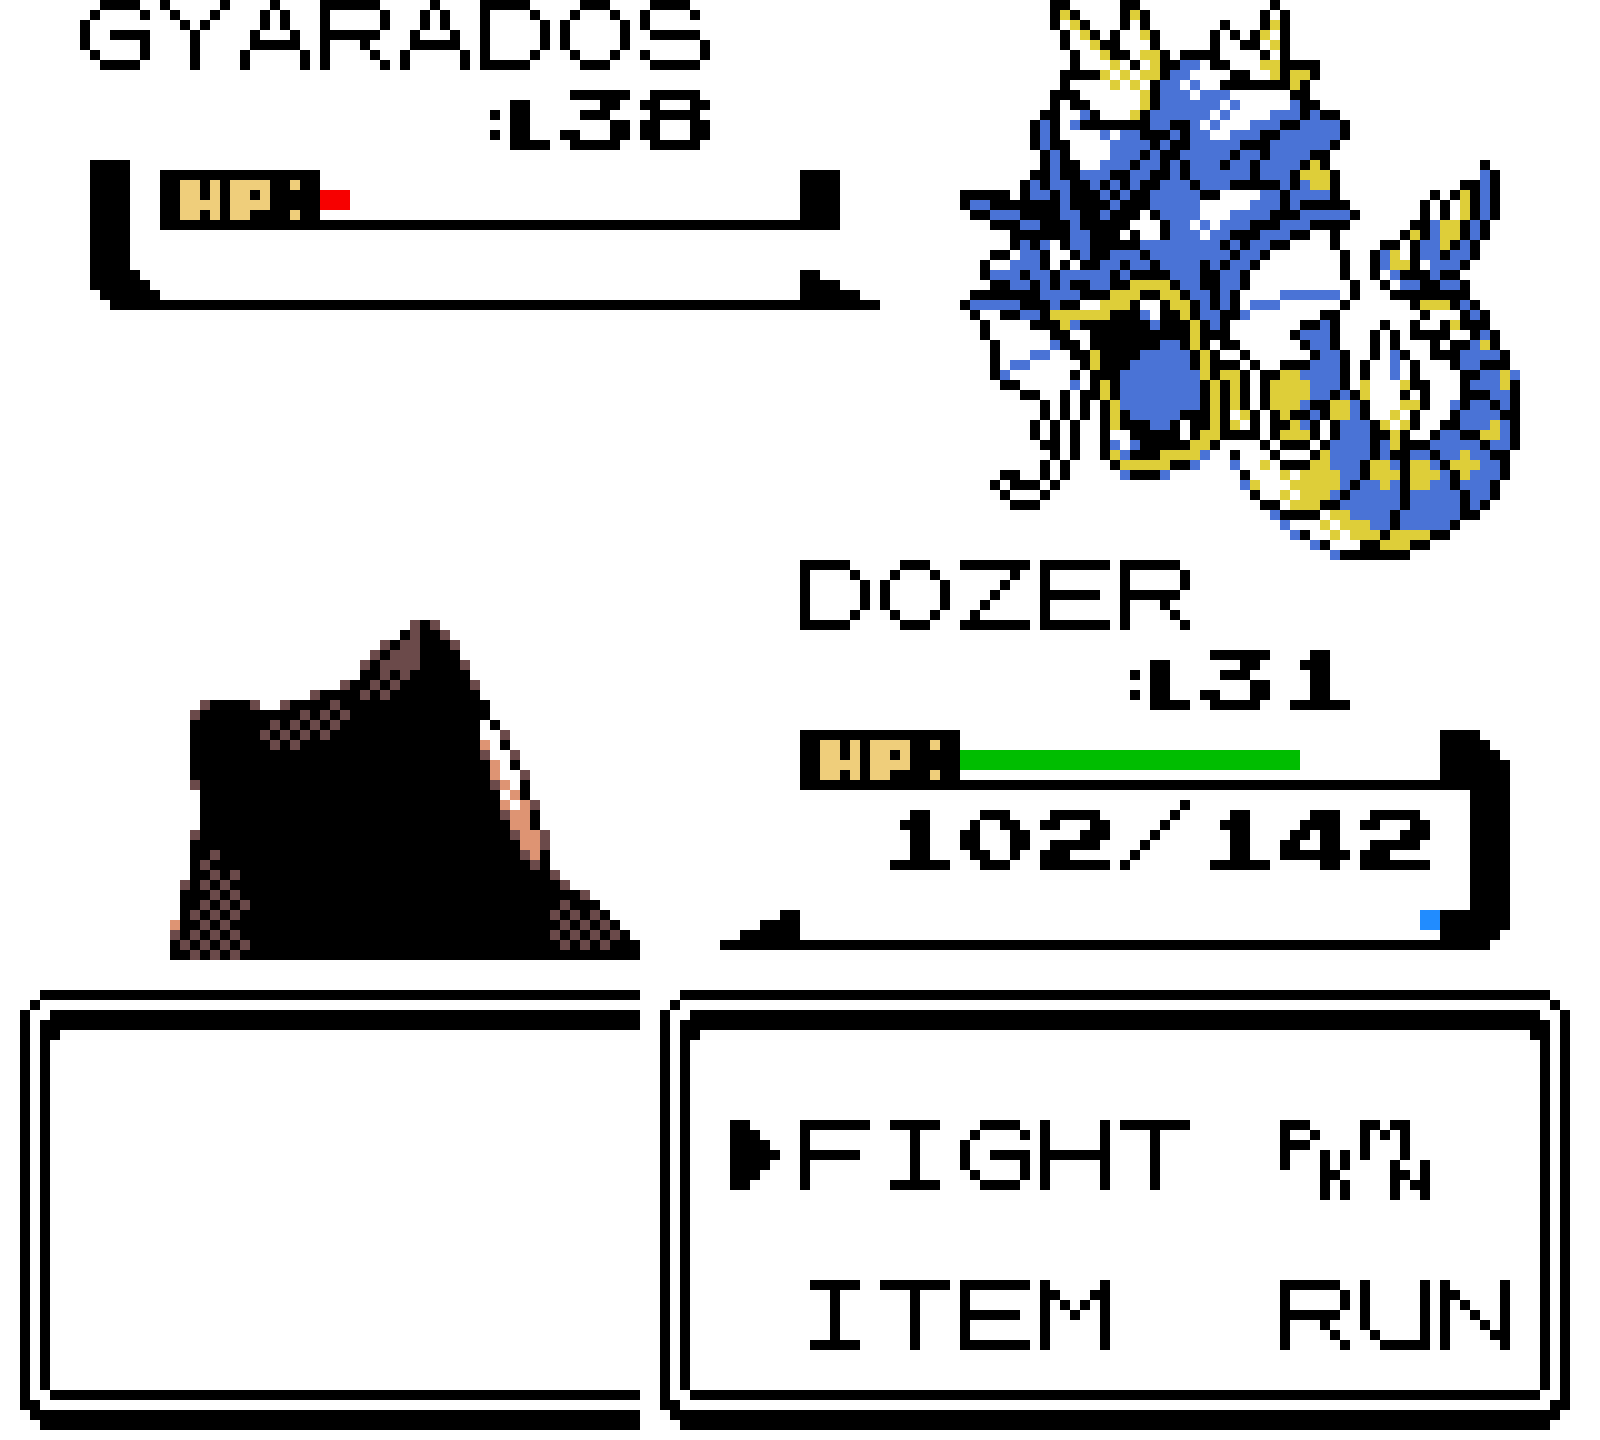 GYARADOS
:L38
HP:
DOZER
:L31
HP:
102/142
▶FIGHT PKMN
ITEM RUN